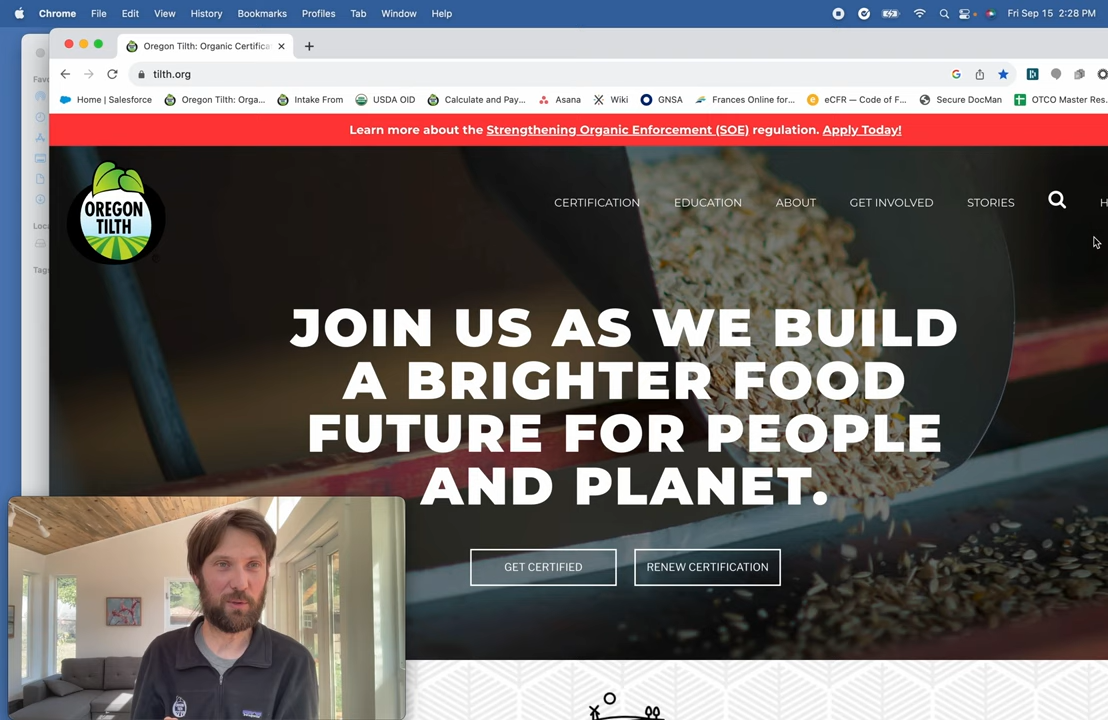 Chrome File Edit View History Bookmarks Profiles Tab Window Help Fri Sep 15 2:28 PM
Oregon Tilth: Organic Certifica
tilth.org
Home | Salesforce Oregon Tilth: Orga... Intake From USDA OID Calculate and Pay... Asana Wiki GNSA Frances Online for... eCFR — Code of F... Secure DocMan OTCO Master Res.
Learn more about the Strengthening Organic Enforcement (SOE) regulation. Apply Today!
OREGON
TILTH
CERTIFICATION EDUCATION ABOUT GET INVOLVED STORIES H
JOIN US AS WE BUILD
A BRIGHTER FOOD
FUTURE FOR PEOPLE
AND PLANET.
GET CERTIFIED RENEW CERTIFICATION
Favo
Loca
Tags